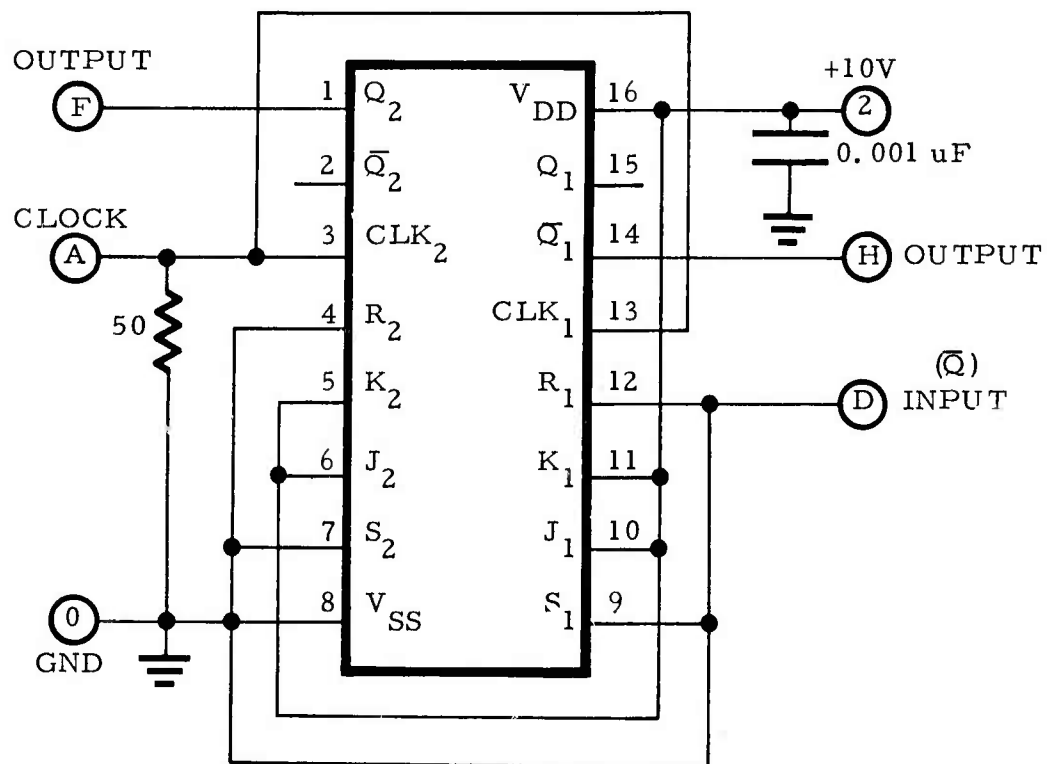 OUTPUT
F
CLOCK
A
50
0
GND
1 Q2
2 Q̅2
3 CLK2
4 R2
5 K2
6 J2
7 S2
8 VSS
VDD 16
Q1 15
Q̅1 14
CLK1 13
R1 12
K1 11
J1 10
S1 9
+10V
2
0.001 uF
H OUTPUT
(Q̅)
D INPUT